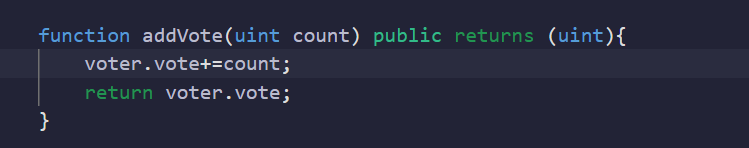 function addVote(uint count) public returns (uint){
    voter.vote+=count;
    return voter.vote;
}